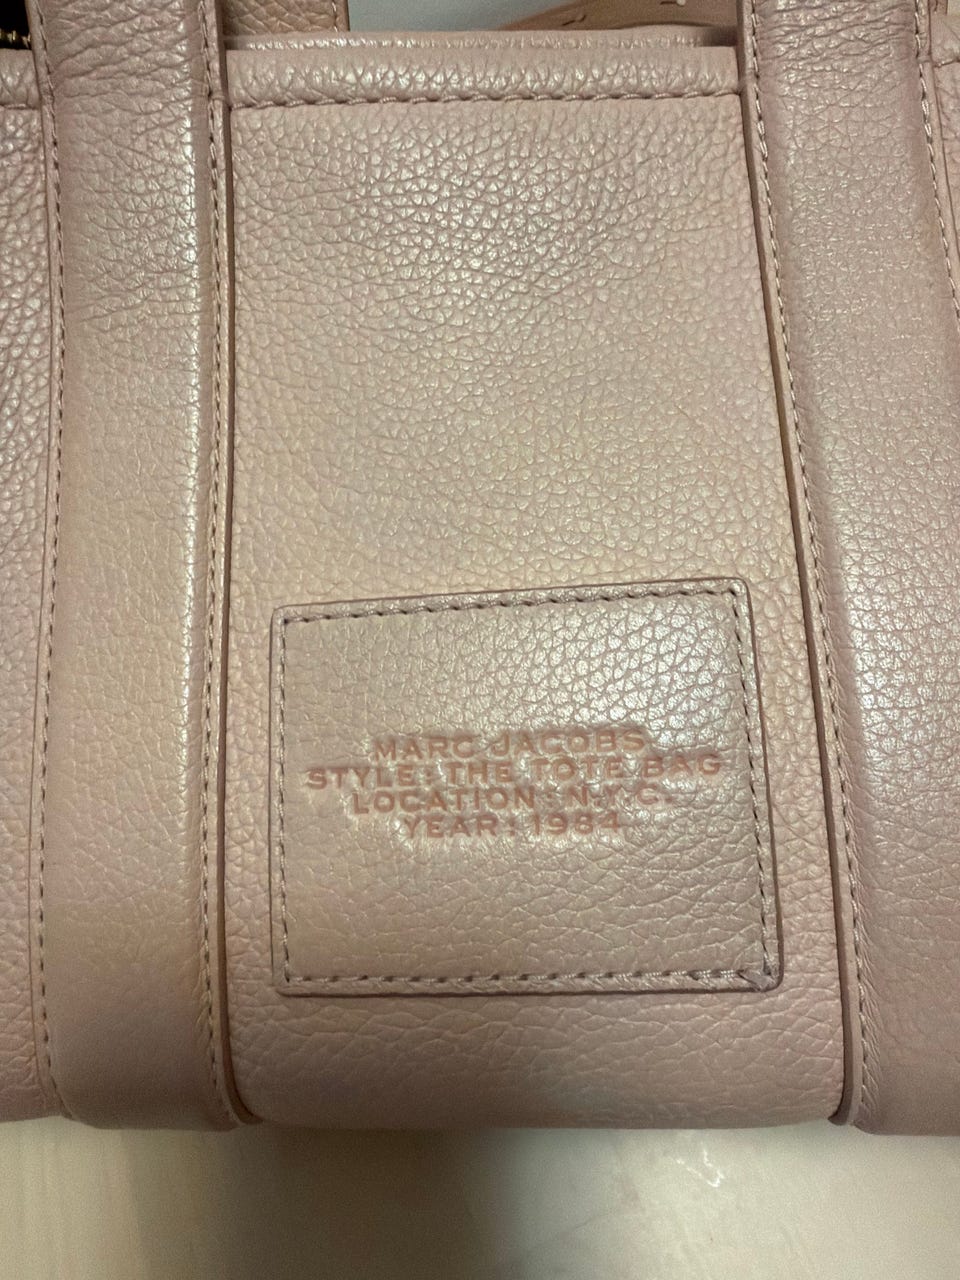 MARC JACOBS
STYLE: THE TOTE BAG
LOCATION: N.Y.C.
YEAR: 1984